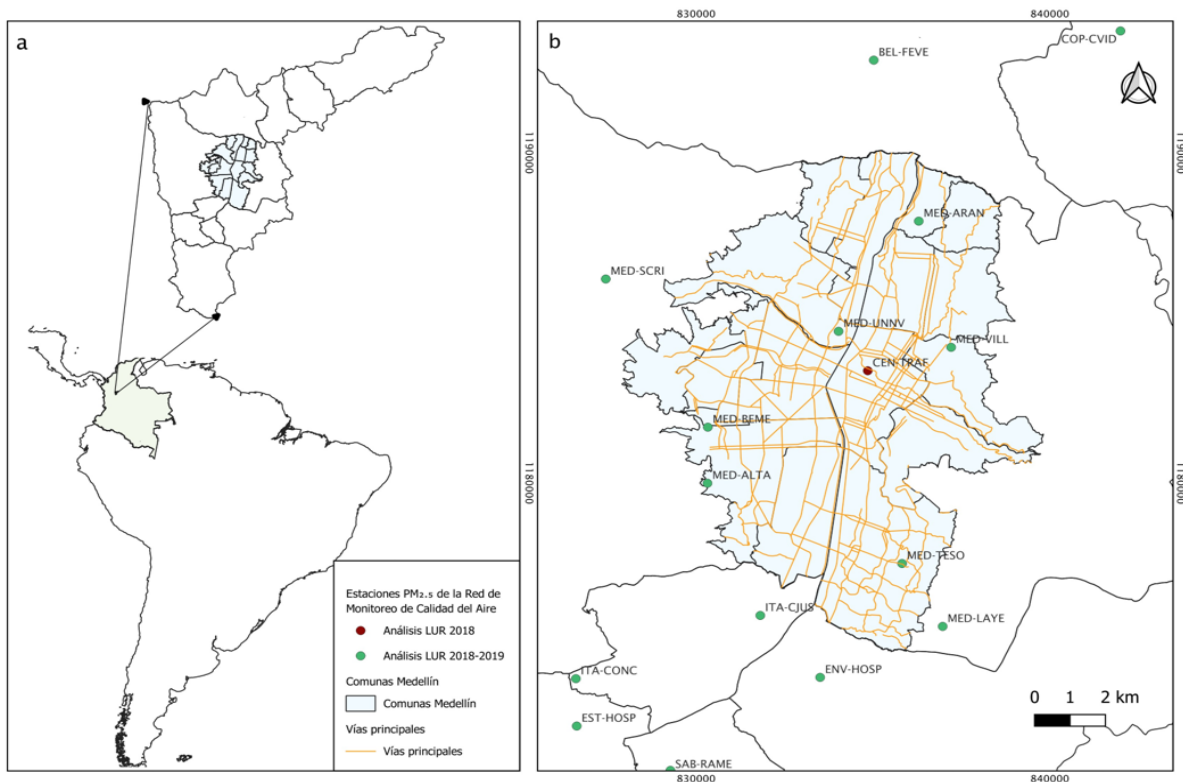 a
Estaciones PM₂.₅ de la Red de
Monitoreo de Calidad del Aire
Análisis LUR 2018
Análisis LUR 2018-2019
Comunas Medellín
Comunas Medellín
Vías principales
Vías principales
830000
840000
b
BEL-FEVE
COP-CVID
1190000
1190000
MED-ARAN
MED-SCRI
MED-UNNV
MED-VILL
CEN-TRAF
MED-BEME
1180000
MED-ALTA
1180000
MED-TESO
ITA-CJUS
MED-LAYE
ITA-CONC
ENV-HOSP
0 1 2 km
EST-HOSP
SAB-RAME
830000
840000